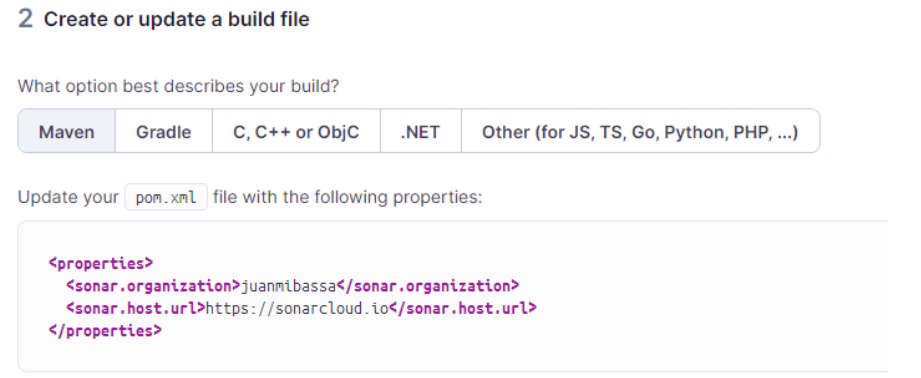 2 Create or update a build file
What option best describes your build?
Maven Gradle C, C++ or ObjC .NET Other (for JS, TS, Go, Python, PHP, ...)
Update your pom.xml file with the following properties:
<properties>
  <sonar.organization>juanmibassa</sonar.organization>
  <sonar.host.url>https://sonarcloud.io</sonar.host.url>
</properties>